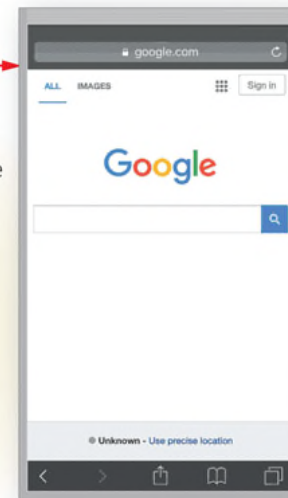 google.com
ALL IMAGES Sign in
e
Google
Unknown - Use precise location